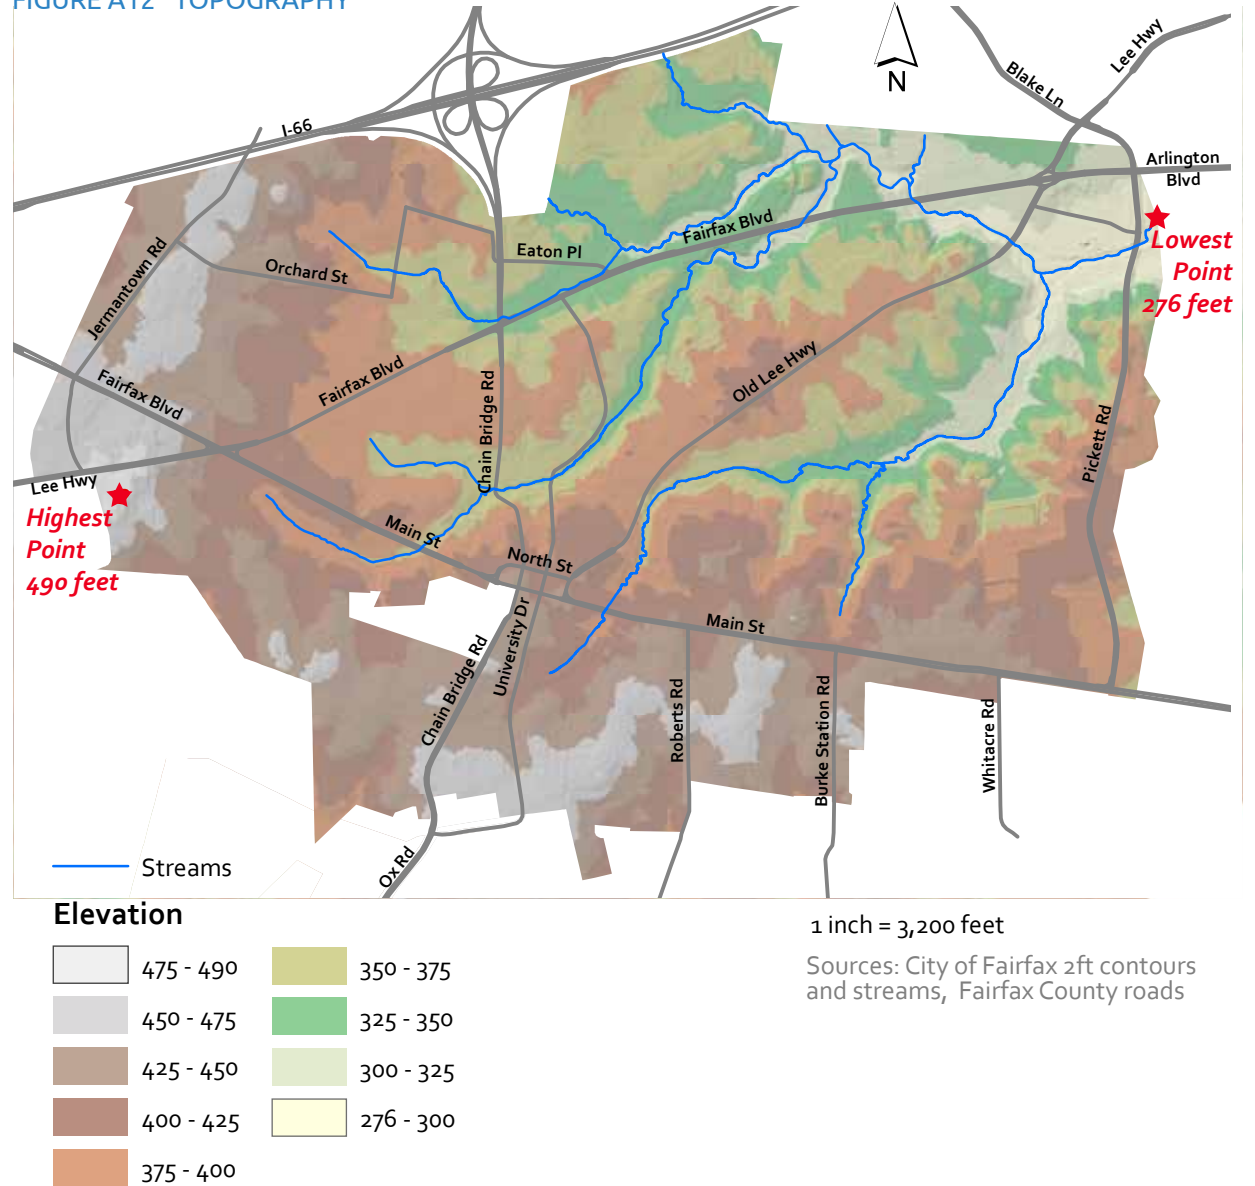 FIGURE A12 TOPOGRAPHY
I-66
N
Blake Ln
Lee Hwy
Arlington
Blvd
Lowest
Point
276 feet
Fairfax Blvd
Eaton Pl
Orchard St
Jermantown Rd
Fairfax Blvd
Fairfax Blvd
Chain Bridge Rd
Old Lee Hwy
Pickett Rd
Lee Hwy
Highest
Point
490 feet
Main St
North St
Main St
University Dr
Chain Bridge Rd
Roberts Rd
Burke Station Rd
Whitacre Rd
Ox Rd
Streams
Elevation
475 - 490
450 - 475
425 - 450
400 - 425
375 - 400
350 - 375
325 - 350
300 - 325
276 - 300
1 inch = 3,200 feet
Sources: City of Fairfax 2ft contours
and streams, Fairfax County roads